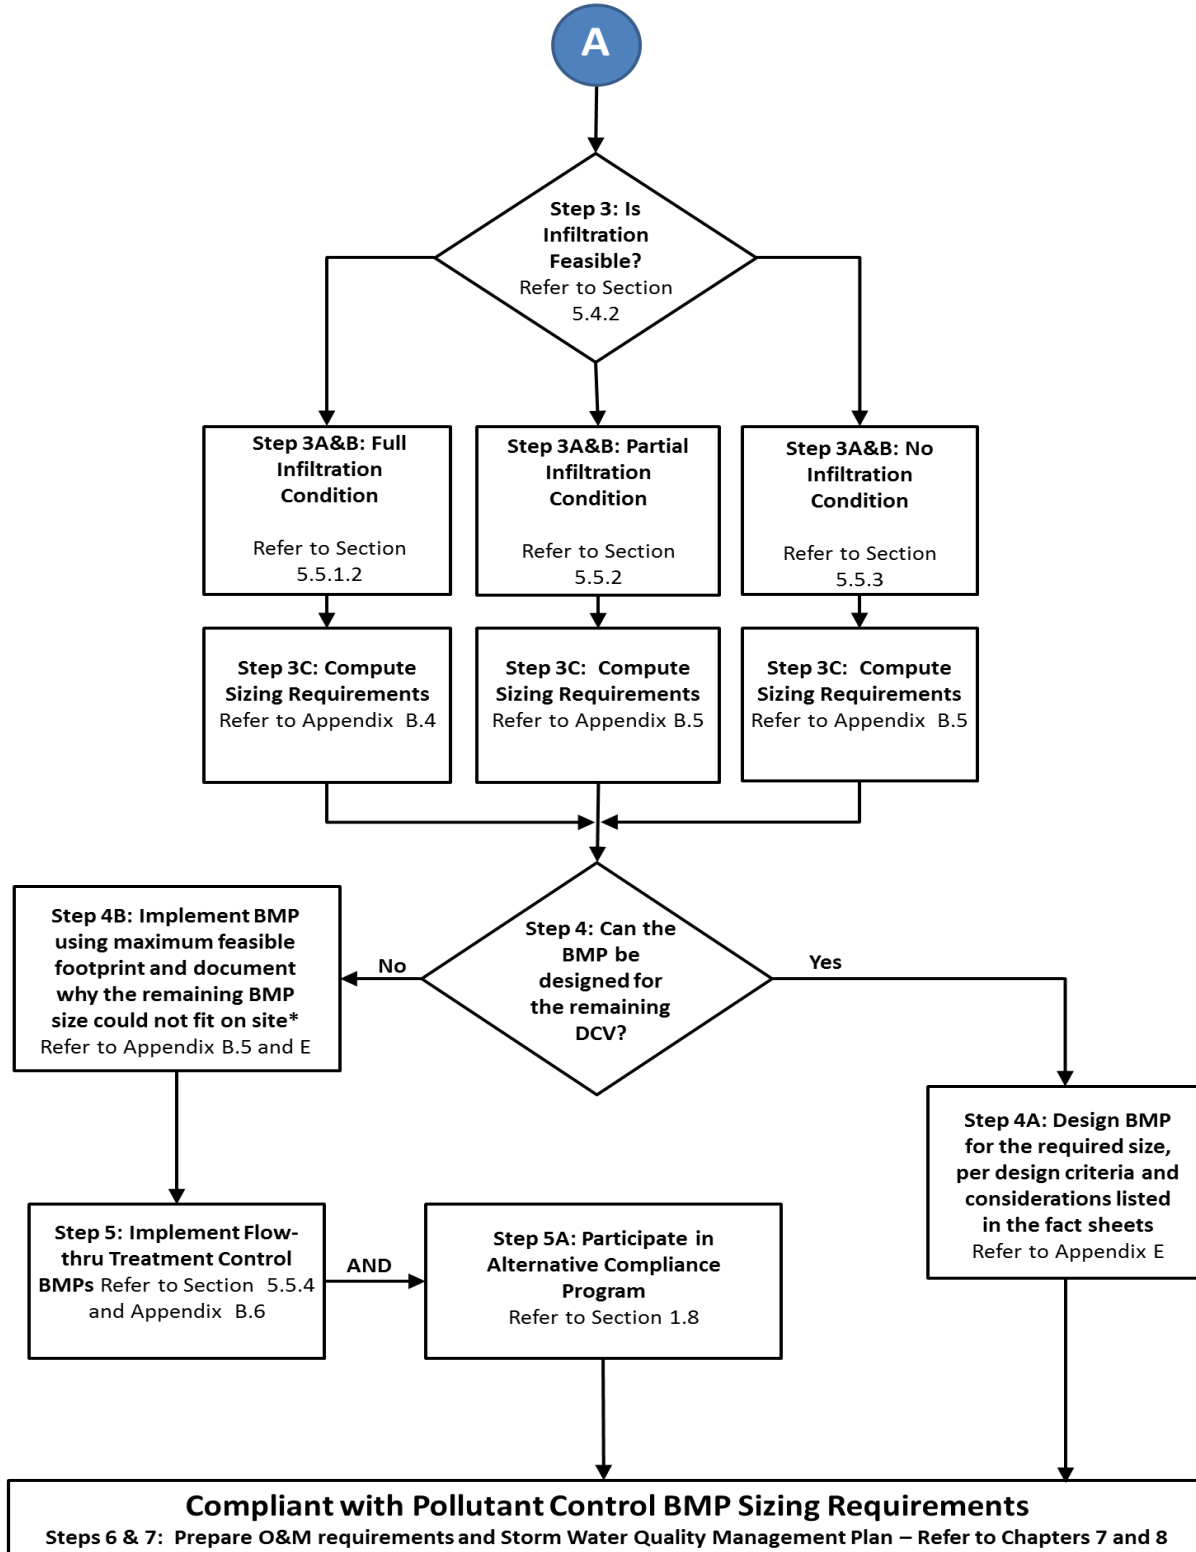 A
Step 3: Is
Infiltration
Feasible?
Refer to Section
5.4.2
Step 3A&B: Full
Infiltration
Condition
Refer to Section
5.5.1.2
Step 3A&B: Partial
Infiltration
Condition
Refer to Section
5.5.2
Step 3A&B: No
Infiltration
Condition
Refer to Section
5.5.3
Step 3C: Compute
Sizing Requirements
Refer to Appendix B.4
Step 3C: Compute
Sizing Requirements
Refer to Appendix B.5
Step 3C: Compute
Sizing Requirements
Refer to Appendix B.5
Step 4: Can the
BMP be
designed for
the remaining
DCV?
No
Yes
Step 4B: Implement BMP
using maximum feasible
footprint and document
why the remaining BMP
size could not fit on site*
Refer to Appendix B.5 and E
Step 4A: Design BMP
for the required size,
per design criteria and
considerations listed
in the fact sheets
Refer to Appendix E
Step 5: Implement Flow-
thru Treatment Control
BMPs Refer to Section 5.5.4
and Appendix B.6
AND
Step 5A: Participate in
Alternative Compliance
Program
Refer to Section 1.8
Compliant with Pollutant Control BMP Sizing Requirements
Steps 6 & 7: Prepare O&M requirements and Storm Water Quality Management Plan – Refer to Chapters 7 and 8